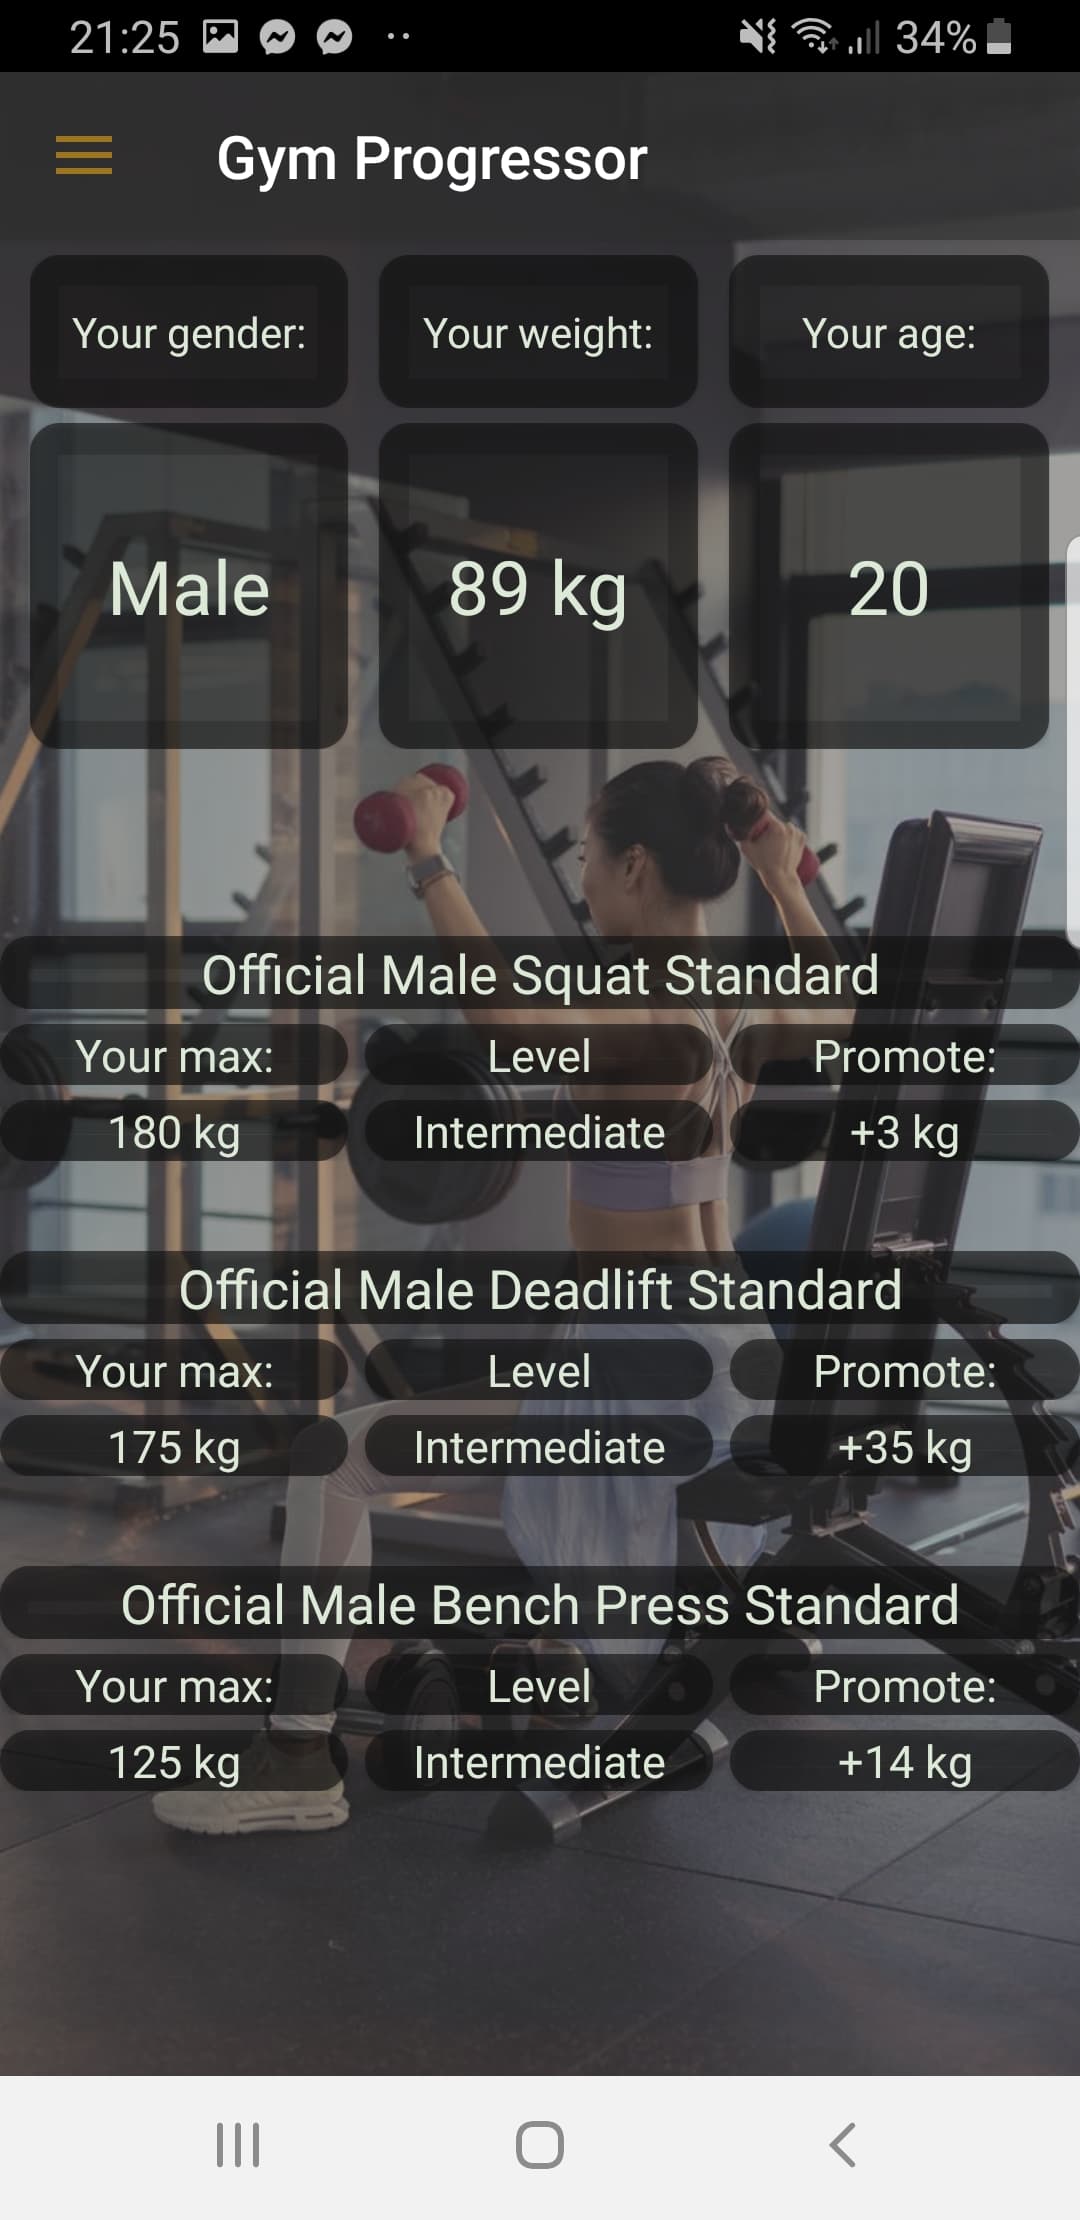 21:25 34%
Gym Progressor
Your gender: Your weight: Your age:
Male 89 kg 20
Official Male Squat Standard
Your max: Level Promote:
180 kg Intermediate +3 kg
Official Male Deadlift Standard
Your max: Level Promote:
175 kg Intermediate +35 kg
Official Male Bench Press Standard
Your max: Level Promote:
125 kg Intermediate +14 kg